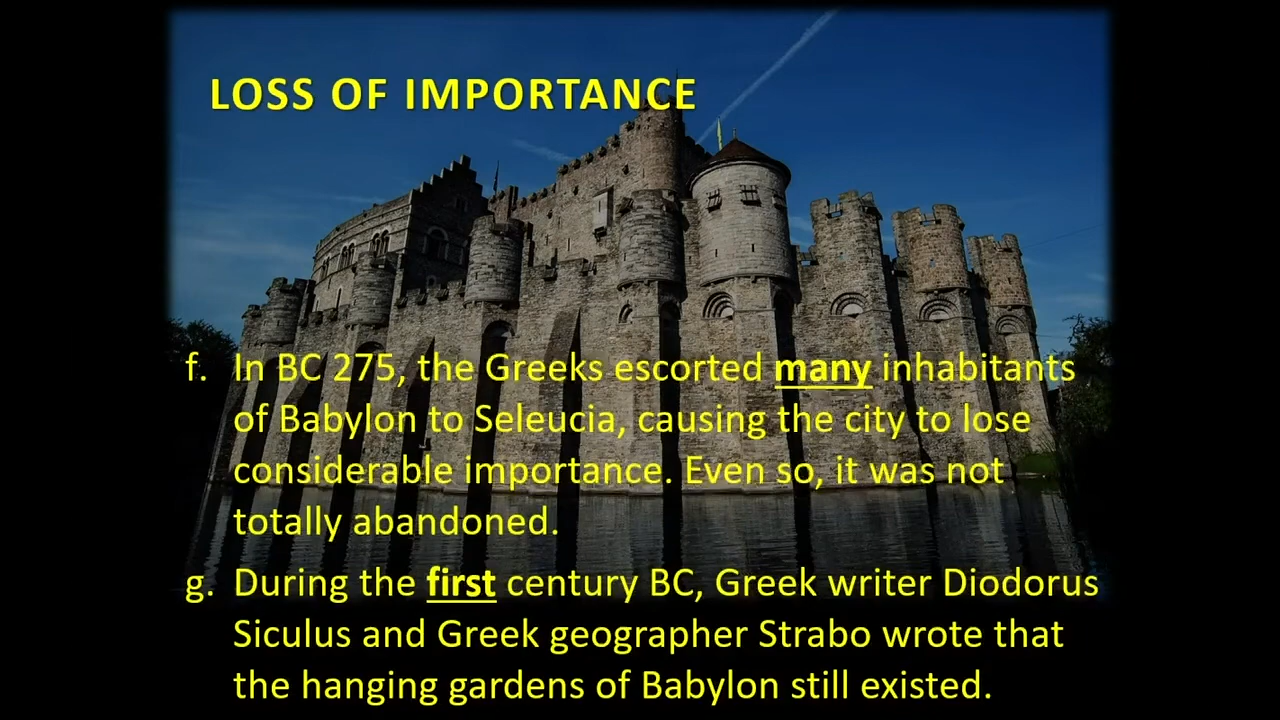 LOSS OF IMPORTANCE
f. In BC 275, the Greeks escorted many inhabitants
of Babylon to Seleucia, causing the city to lose
considerable importance. Even so, it was not
totally abandoned.
g. During the first century BC, Greek writer Diodorus
Siculus and Greek geographer Strabo wrote that
the hanging gardens of Babylon still existed.